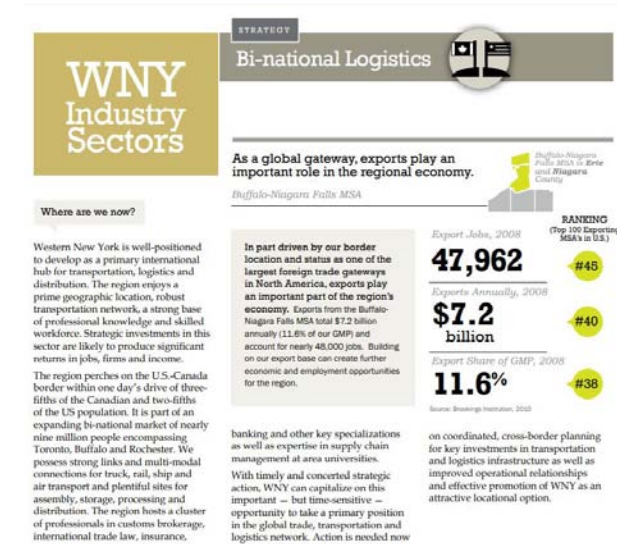 STRATEGY
Bi-national Logistics
WNY
Industry
Sectors
As a global gateway, exports play an
important role in the regional economy.
Buffalo-Niagara Falls MSA
Buffalo-Niagara
Falls MSA is Erie
and Niagara
County
Where are we now?
Western New York is well-positioned
to develop as a primary international
hub for transportation, logistics and
distribution. The region enjoys a
prime geographic location, robust
transportation network, a strong base
of professional knowledge and skilled
workforce. Strategic investments in this
sector are likely to produce significant
returns in jobs, firms and income.
The region perches on the U.S.-Canada
border within one day's drive of three-
fifths of the Canadian and two-fifths
of the US population. It is part of an
expanding bi-national market of nearly
nine million people encompassing
Toronto, Buffalo and Rochester. We
possess strong links and multi-modal
connections for truck, rail, ship and
air transport and plentiful sites for
assembly, storage, processing and
distribution. The region hosts a cluster
of professionals in customs brokerage,
international trade law, insurance,
In part driven by our border
location and status as one of the
largest foreign trade gateways
in North America, exports play
an important part of the region's
economy. Exports from the Buffalo-
Niagara Falls MSA total $7.2 billion
annually (11.6% of our GMP) and
account for nearly 48,000 jobs. Building
on our export base can create further
economic and employment opportunities
for the region.
banking and other key specializations
as well as expertise in supply chain
management at area universities.
With timely and concerted strategic
action, WNY can capitalize on this
important — but time-sensitive —
opportunity to take a primary position
in the global trade, transportation and
logistics network. Action is needed now
RANKING
(Top 100 Exporting
MSA's in U.S.)
Export Jobs, 2008
47,962
#45
Exports Annually, 2008
$7.2
billion
#40
Export Share of GMP, 2008
11.6%
#38
Source: Brookings Institution, 2010
on coordinated, cross-border planning
for key investments in transportation
and logistics infrastructure as well as
improved operational relationships
and effective promotion of WNY as an
attractive locational option.